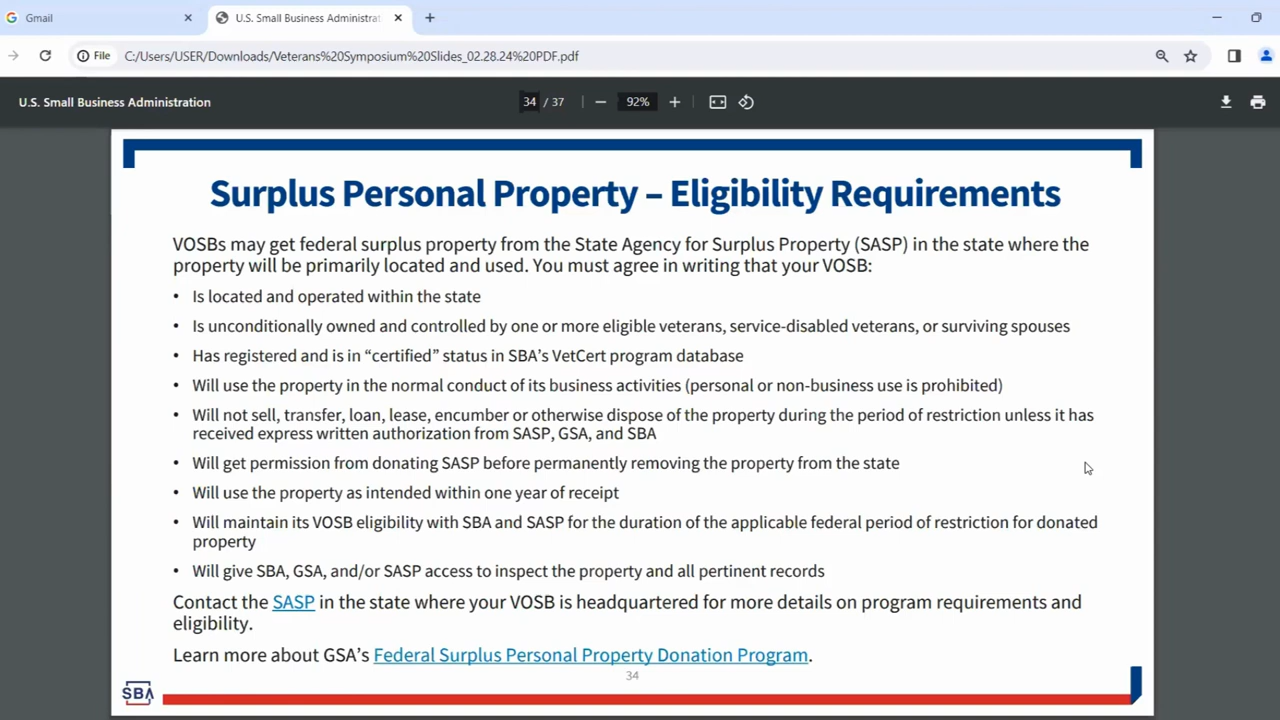 Gmail
U.S. Small Business Administrat
File
C:/Users/USER/Downloads/Veterans%20Symposium%20Slides_02.28.24%20PDF.pdf
U.S. Small Business Administration
34 / 37
92%
Surplus Personal Property – Eligibility Requirements
VOSBs may get federal surplus property from the State Agency for Surplus Property (SASP) in the state where the
property will be primarily located and used. You must agree in writing that your VOSB:
• Is located and operated within the state
• Is unconditionally owned and controlled by one or more eligible veterans, service-disabled veterans, or surviving spouses
• Has registered and is in “certified” status in SBA’s VetCert program database
• Will use the property in the normal conduct of its business activities (personal or non-business use is prohibited)
• Will not sell, transfer, loan, lease, encumber or otherwise dispose of the property during the period of restriction unless it has
received express written authorization from SASP, GSA, and SBA
• Will get permission from donating SASP before permanently removing the property from the state
• Will use the property as intended within one year of receipt
• Will maintain its VOSB eligibility with SBA and SASP for the duration of the applicable federal period of restriction for donated
property
• Will give SBA, GSA, and/or SASP access to inspect the property and all pertinent records
Contact the SASP in the state where your VOSB is headquartered for more details on program requirements and
eligibility.
Learn more about GSA’s Federal Surplus Personal Property Donation Program.
34
SBA